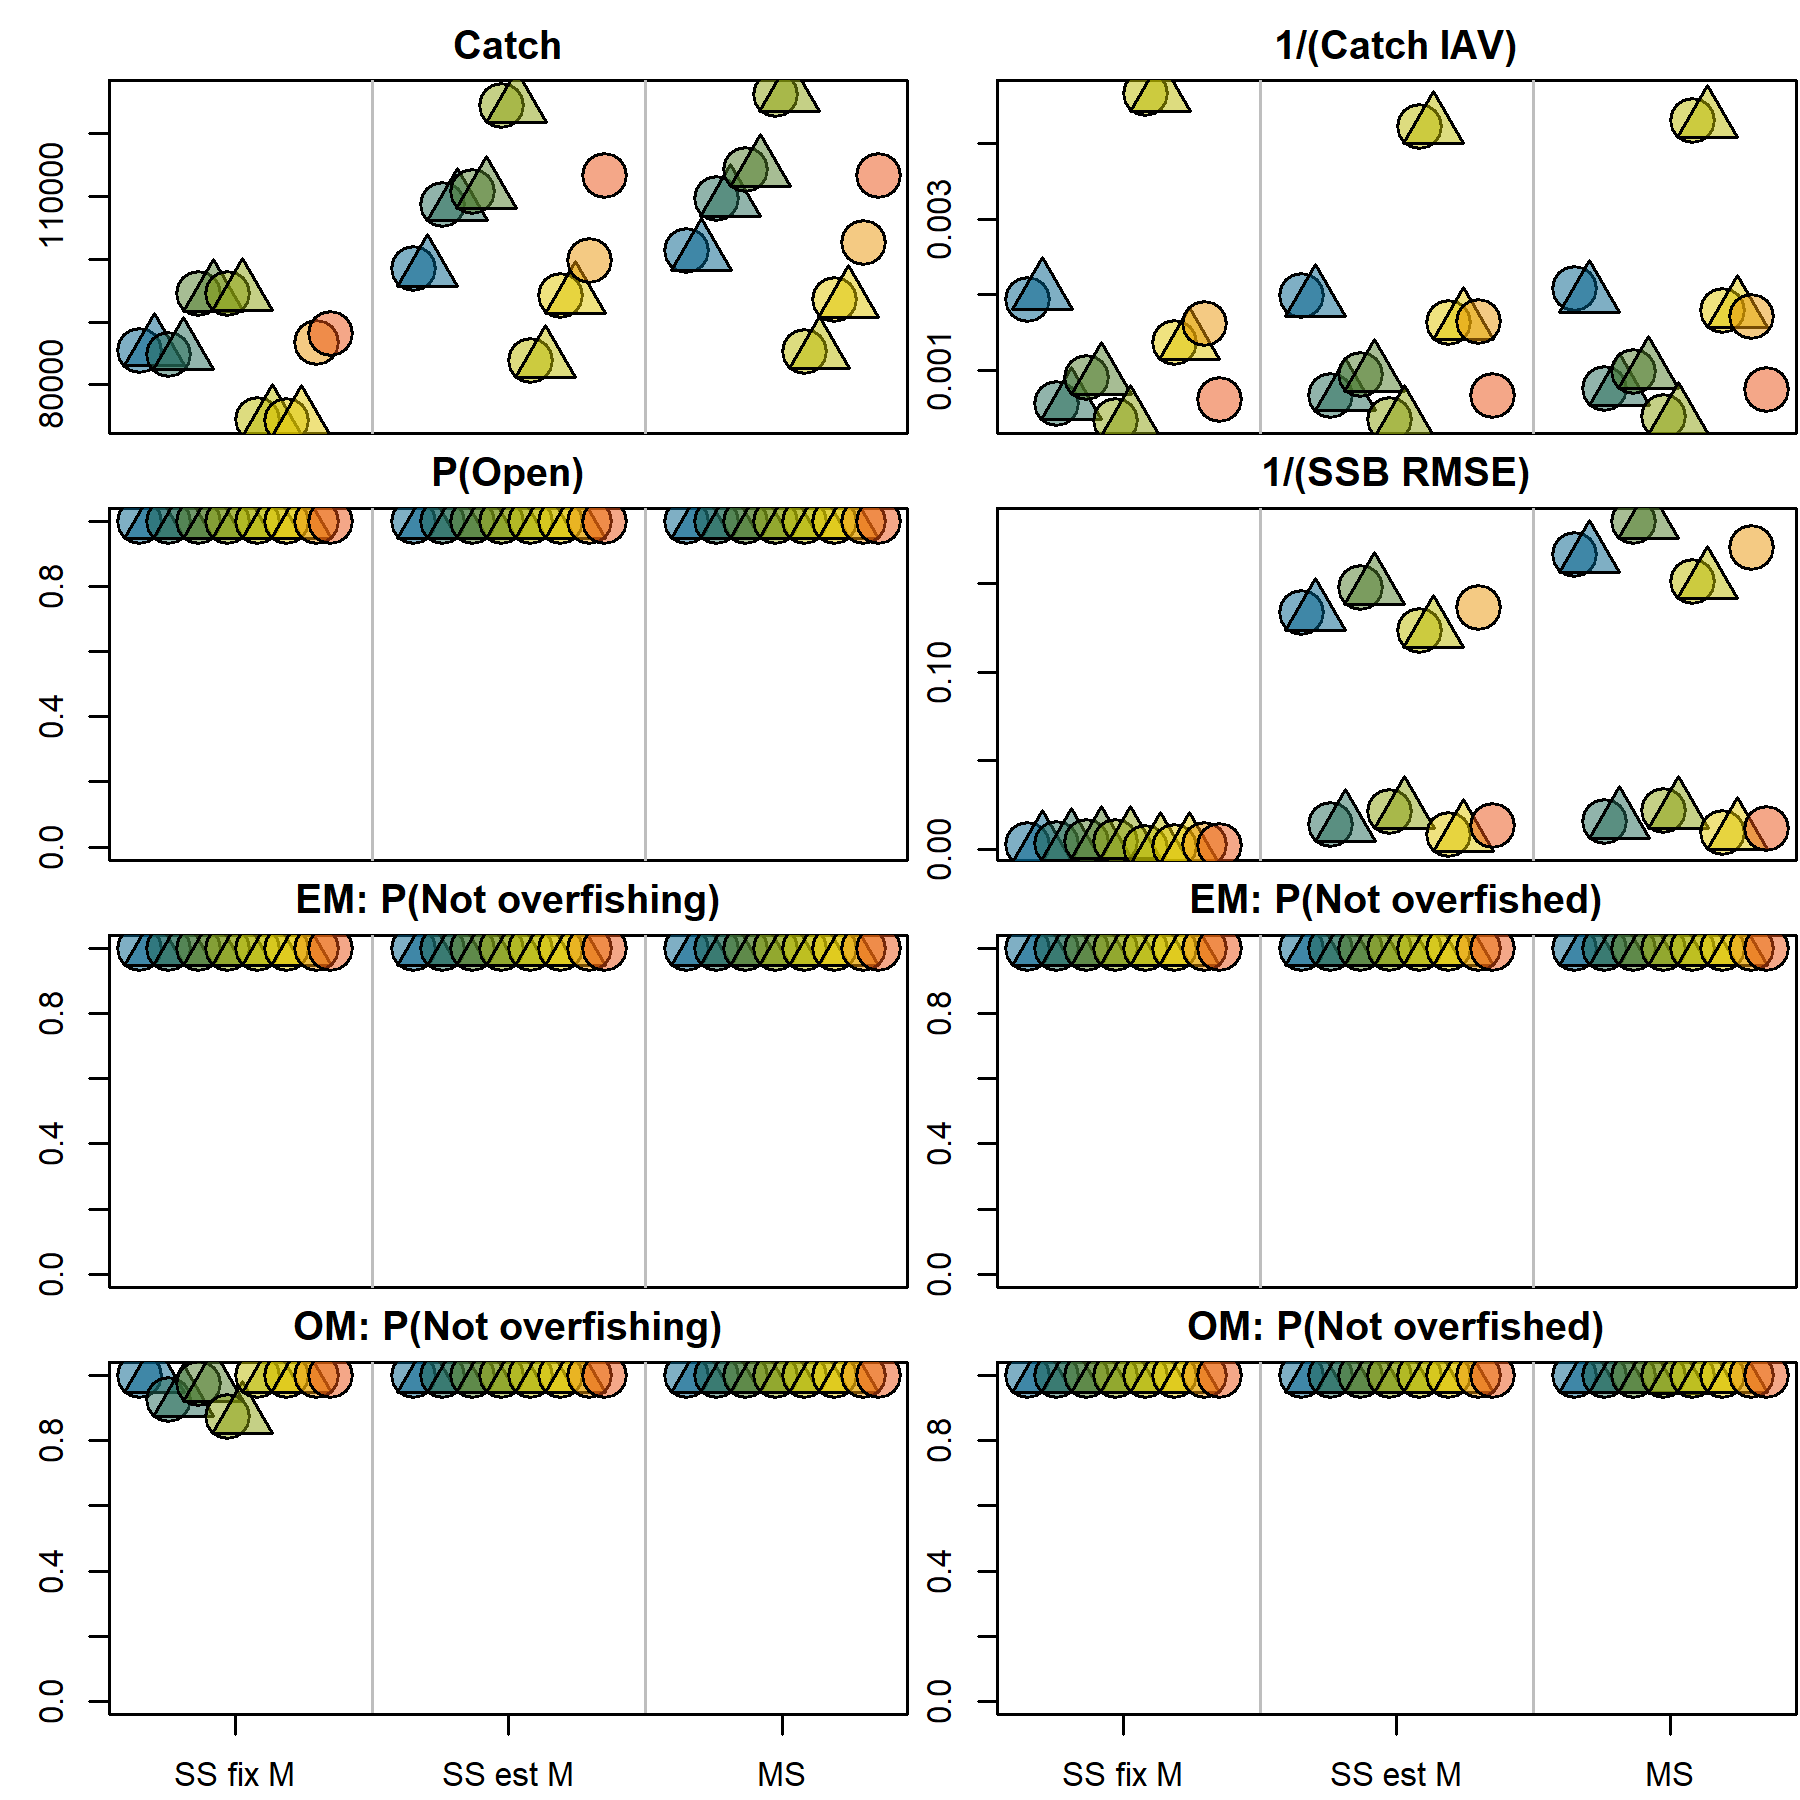 Catch
1/(Catch IAV)
80000
110000
0.001
0.003
P(Open)
1/(SSB RMSE)
0.0
0.4
0.8
0.00
0.10
EM: P(Not overfishing)
EM: P(Not overfished)
0.0
0.4
0.8
0.0
0.4
0.8
OM: P(Not overfishing)
OM: P(Not overfished)
0.0
0.4
0.8
0.0
0.4
0.8
SS fix M
SS est M
MS
SS fix M
SS est M
MS